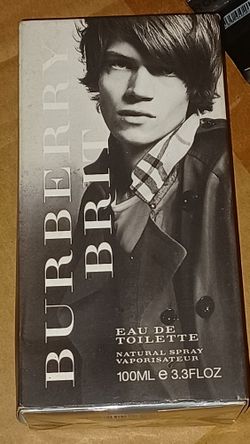 BURBERRY
BRIT
EAU DE
TOILETTE
NATURAL SPRAY
VAPORISATEUR
100ML e 3.3FLOZ